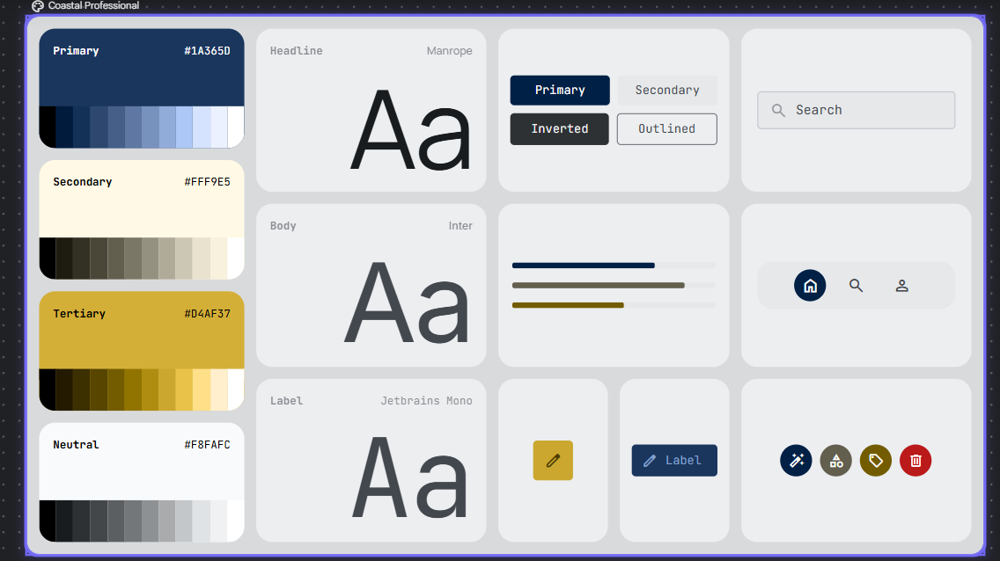 Coastal Professional
Primary #1A365D
Secondary #FFF9E5
Tertiary #D4AF37
Neutral #F8FAFC
Headline Manrope
Aa
Body Inter
Aa
Label Jetbrains Mono
Aa
Primary Secondary
Inverted Outlined
Label
Search